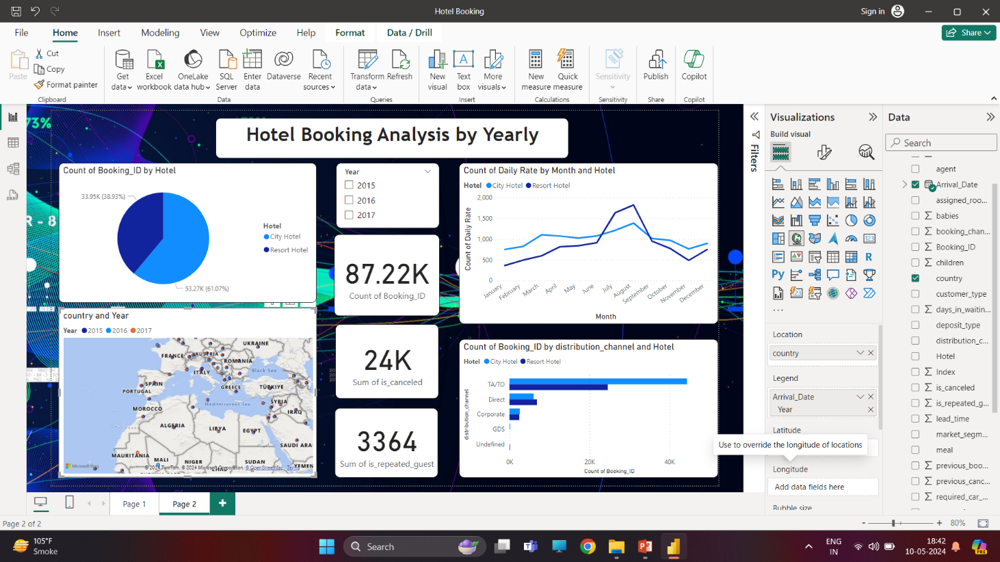 Hotel Booking
Sign in
File
Home
Insert
Modeling
View
Optimize
Help
Format
Data / Drill
Share
Paste
Cut
Copy
Format painter
Clipboard
Get data
Excel workbook
OneLake data hub
SQL Server
Enter data
Dataverse
Recent sources
Data
Transform data
Refresh
Queries
New visual
Text box
More visuals
Insert
New measure
Quick measure
Calculations
Sensitivity
Sensitivity
Publish
Share
Copilot
Copilot
73%
R - 8
Hotel Booking Analysis by Yearly
Count of Booking_ID by Hotel
33.95K (38.93%)
53.27K (61.07%)
Hotel
City Hotel
Resort Hotel
Year
2015
2016
2017
87.22K
Count of Booking_ID
24K
Sum of is_canceled
3364
Sum of is_repeated_guest
Count of Daily Rate by Month and Hotel
Hotel City Hotel Resort Hotel
Count of Daily Rate
2,000
1,500
1,000
500
0
January
February
March
April
May
June
July
August
September
October
November
December
Month
country and Year
Year 2015 2016 2017
UKRAINE
FRANCE
AUSTRIA
ROMANIA
ITALY
Black Sea
SPAIN
PORTUGAL
GREECE
TÜRKİYE
Mediterranean Sea
SYRIA
IRAQ
MOROCCO
ALGERIA
LIBYA
EGYPT
SAUDI ARA
MAURITANIA
MALI
NIGER
CHAD
SUDAN
YEMEN
Microsoft Bing
© 2024 TomTom, © 2024 Microsoft Corporation, © OpenStreetMap Terms
Count of Booking_ID by distribution_channel and Hotel
Hotel City Hotel Resort Hotel
distribution_channel
TA/TO
Direct
Corporate
GDS
Undefined
0K
20K
40K
Count of Booking_ID
Filters
Visualizations
Build visual
123
R
Py
123
...
Location
country
Legend
Arrival_Date
Year
Latitude
Use to override the longitude of locations
Longitude
Add data fields here
Bubble size
Data
Search
agent
Arrival_Date
assigned_roo...
babies
booking_chan...
Booking_ID
children
country
customer_type
days_in_waitin...
deposit_type
distribution_c...
Hotel
Index
is_canceled
is_repeated_g...
lead_time
market_segm...
meal
previous_boo...
previous_canc...
required_car_...
Page 1
Page 2
Page 2 of 2
80%
105°F
Smoke
Search
ENG
IN
18:42
10-05-2024